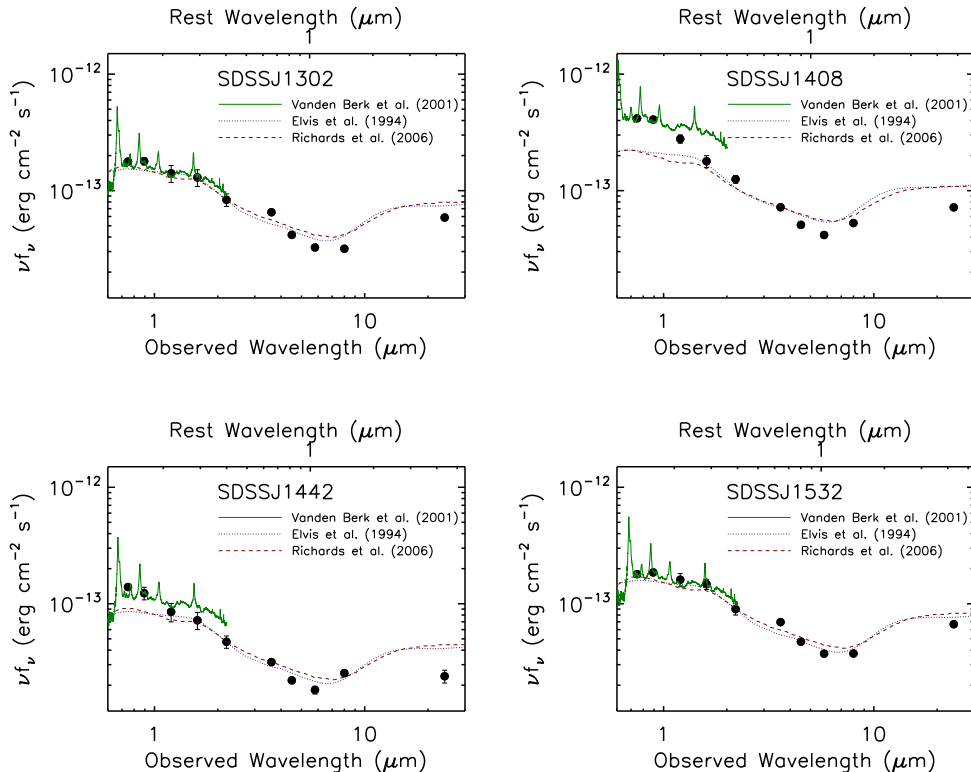 Rest Wavelength (μm)
1
10⁻¹²
10⁻¹³
νfν (erg cm⁻² s⁻¹)
SDSSJ1302
Vanden Berk et al. (2001)
Elvis et al. (1994)
Richards et al. (2006)
1
10
Observed Wavelength (μm)
Rest Wavelength (μm)
1
10⁻¹²
10⁻¹³
νfν (erg cm⁻² s⁻¹)
SDSSJ1408
Vanden Berk et al. (2001)
Elvis et al. (1994)
Richards et al. (2006)
1
10
Observed Wavelength (μm)
Rest Wavelength (μm)
1
10⁻¹²
10⁻¹³
νfν (erg cm⁻² s⁻¹)
SDSSJ1442
Vanden Berk et al. (2001)
Elvis et al. (1994)
Richards et al. (2006)
1
10
Observed Wavelength (μm)
Rest Wavelength (μm)
1
10⁻¹²
10⁻¹³
νfν (erg cm⁻² s⁻¹)
SDSSJ1532
Vanden Berk et al. (2001)
Elvis et al. (1994)
Richards et al. (2006)
1
10
Observed Wavelength (μm)